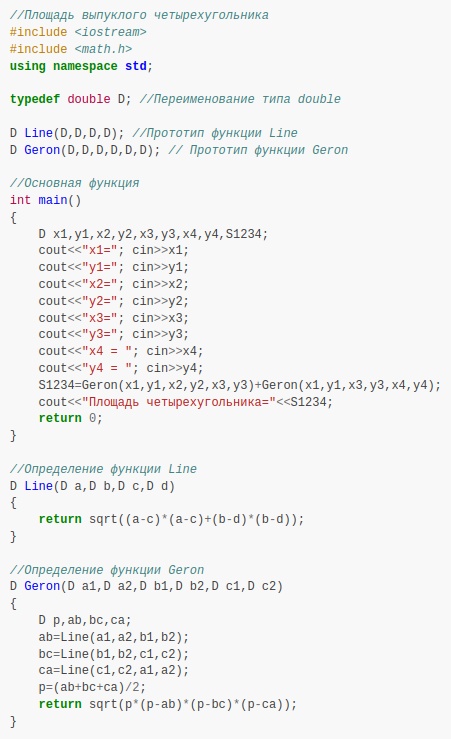 //Площадь выпуклого четырехугольника
#include <iostream>
#include <math.h>
using namespace std;

typedef double D; //Переименование типа double

D Line(D,D,D,D); //Прототип функции Line
D Geron(D,D,D,D,D,D); // Прототип функции Geron

//Основная функция
int main()
{
    D x1,y1,x2,y2,x3,y3,x4,y4,S1234;
    cout<<"x1="; cin>>x1;
    cout<<"y1="; cin>>y1;
    cout<<"x2="; cin>>x2;
    cout<<"y2="; cin>>y2;
    cout<<"x3="; cin>>x3;
    cout<<"y3="; cin>>y3;
    cout<<"x4 = "; cin>>x4;
    cout<<"y4 = "; cin>>y4;
    S1234=Geron(x1,y1,x2,y2,x3,y3)+Geron(x1,y1,x3,y3,x4,y4);
    cout<<"Площадь четырехугольника="<<S1234;
    return 0;
}

//Определение функции Line
D Line(D a,D b,D c,D d)
{
    return sqrt((a-c)*(a-c)+(b-d)*(b-d));
}

//Определение функции Geron
D Geron(D a1,D a2,D b1,D b2,D c1,D c2)
{
    D p,ab,bc,ca;
    ab=Line(a1,a2,b1,b2);
    bc=Line(b1,b2,c1,c2);
    ca=Line(c1,c2,a1,a2);
    p=(ab+bc+ca)/2;
    return sqrt(p*(p-ab)*(p-bc)*(p-ca));
}